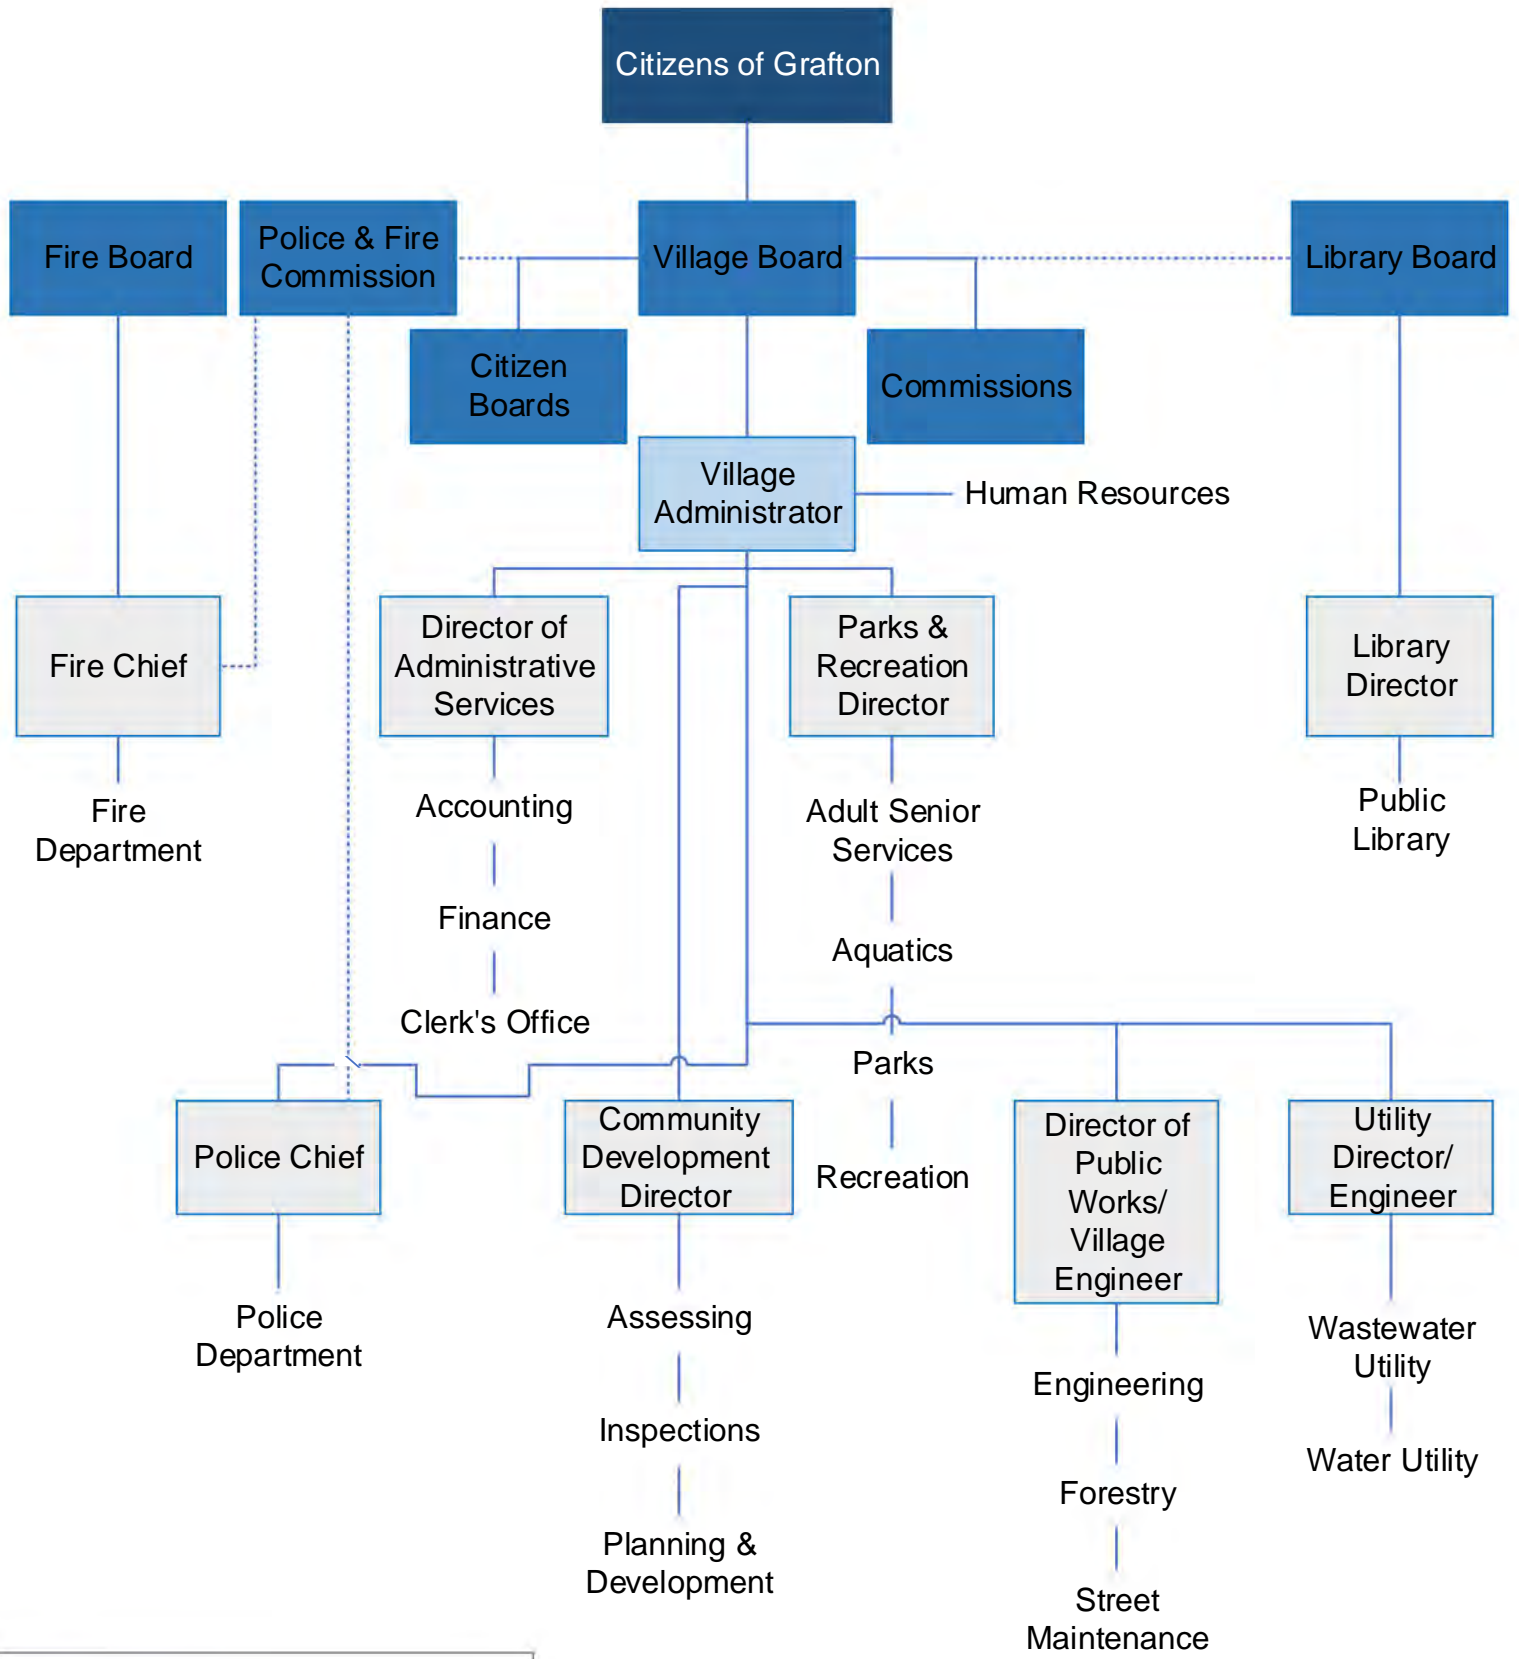 Citizens of Grafton
Fire Board
Police & Fire
Commission
Village Board
Library Board
Citizen
Boards
Commissions
Village
Administrator
Human Resources
Fire Chief
Director of
Administrative
Services
Parks &
Recreation
Director
Library
Director
Fire
Department
Accounting
Adult Senior
Services
Public
Library
Finance
Aquatics
Clerk's Office
Parks
Police Chief
Community
Development
Director
Recreation
Director of
Public
Works/
Village
Engineer
Utility
Director/
Engineer
Police
Department
Assessing
Engineering
Wastewater
Utility
Inspections
Forestry
Water Utility
Planning &
Development
Street
Maintenance